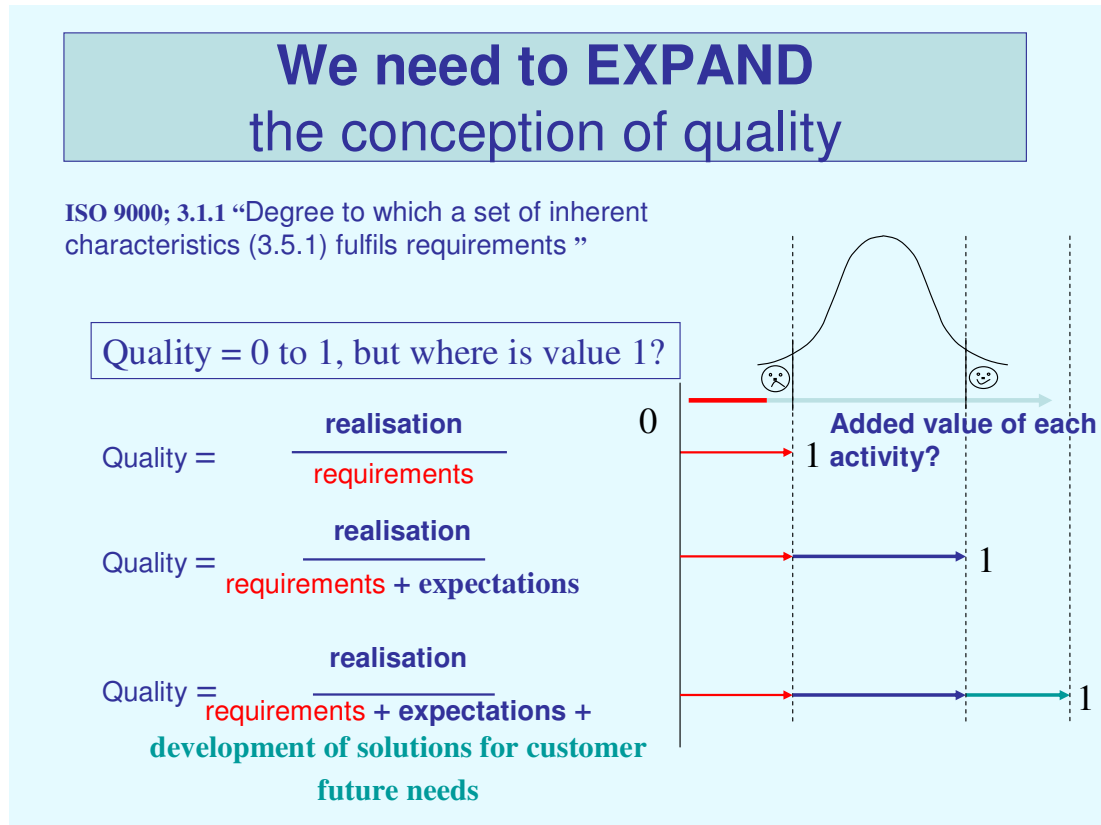 We need to EXPAND
the conception of quality
ISO 9000; 3.1.1 “Degree to which a set of inherent
characteristics (3.5.1) fulfils requirements ”
Quality = 0 to 1, but where is value 1?
0
Added value of each
activity?
realisation
Quality =
requirements
1
realisation
Quality =
requirements + expectations
1
realisation
Quality =
requirements + expectations +
development of solutions for customer
future needs
1